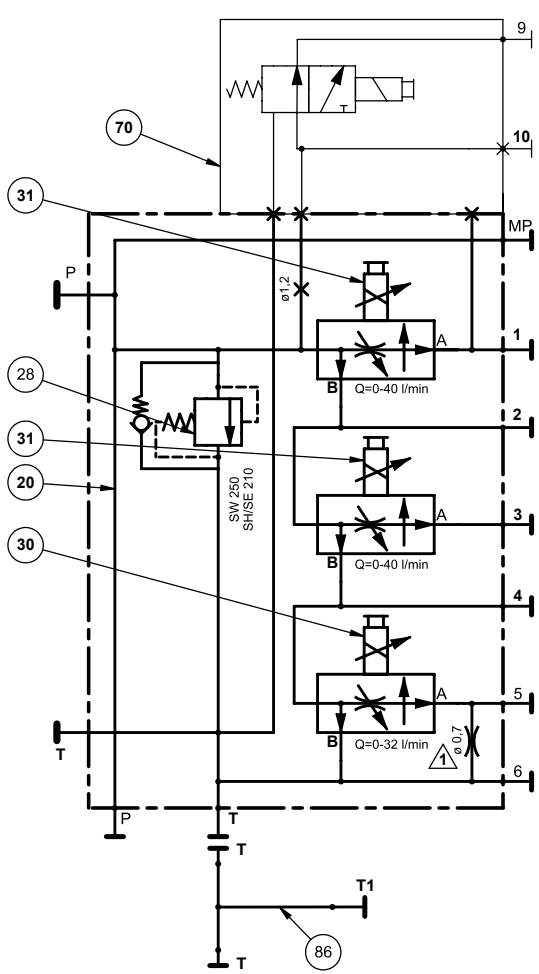 9
70
10
31
MP
P
ø1,2
A
1
28
B
Q=0-40 l/min
2
31
SW 250
SH/SE 210
20
A
3
30
B
Q=0-40 l/min
4
A
5
B
Q=0-32 l/min
1
ø 0,7
T
6
P
T
T
T1
86
T
T